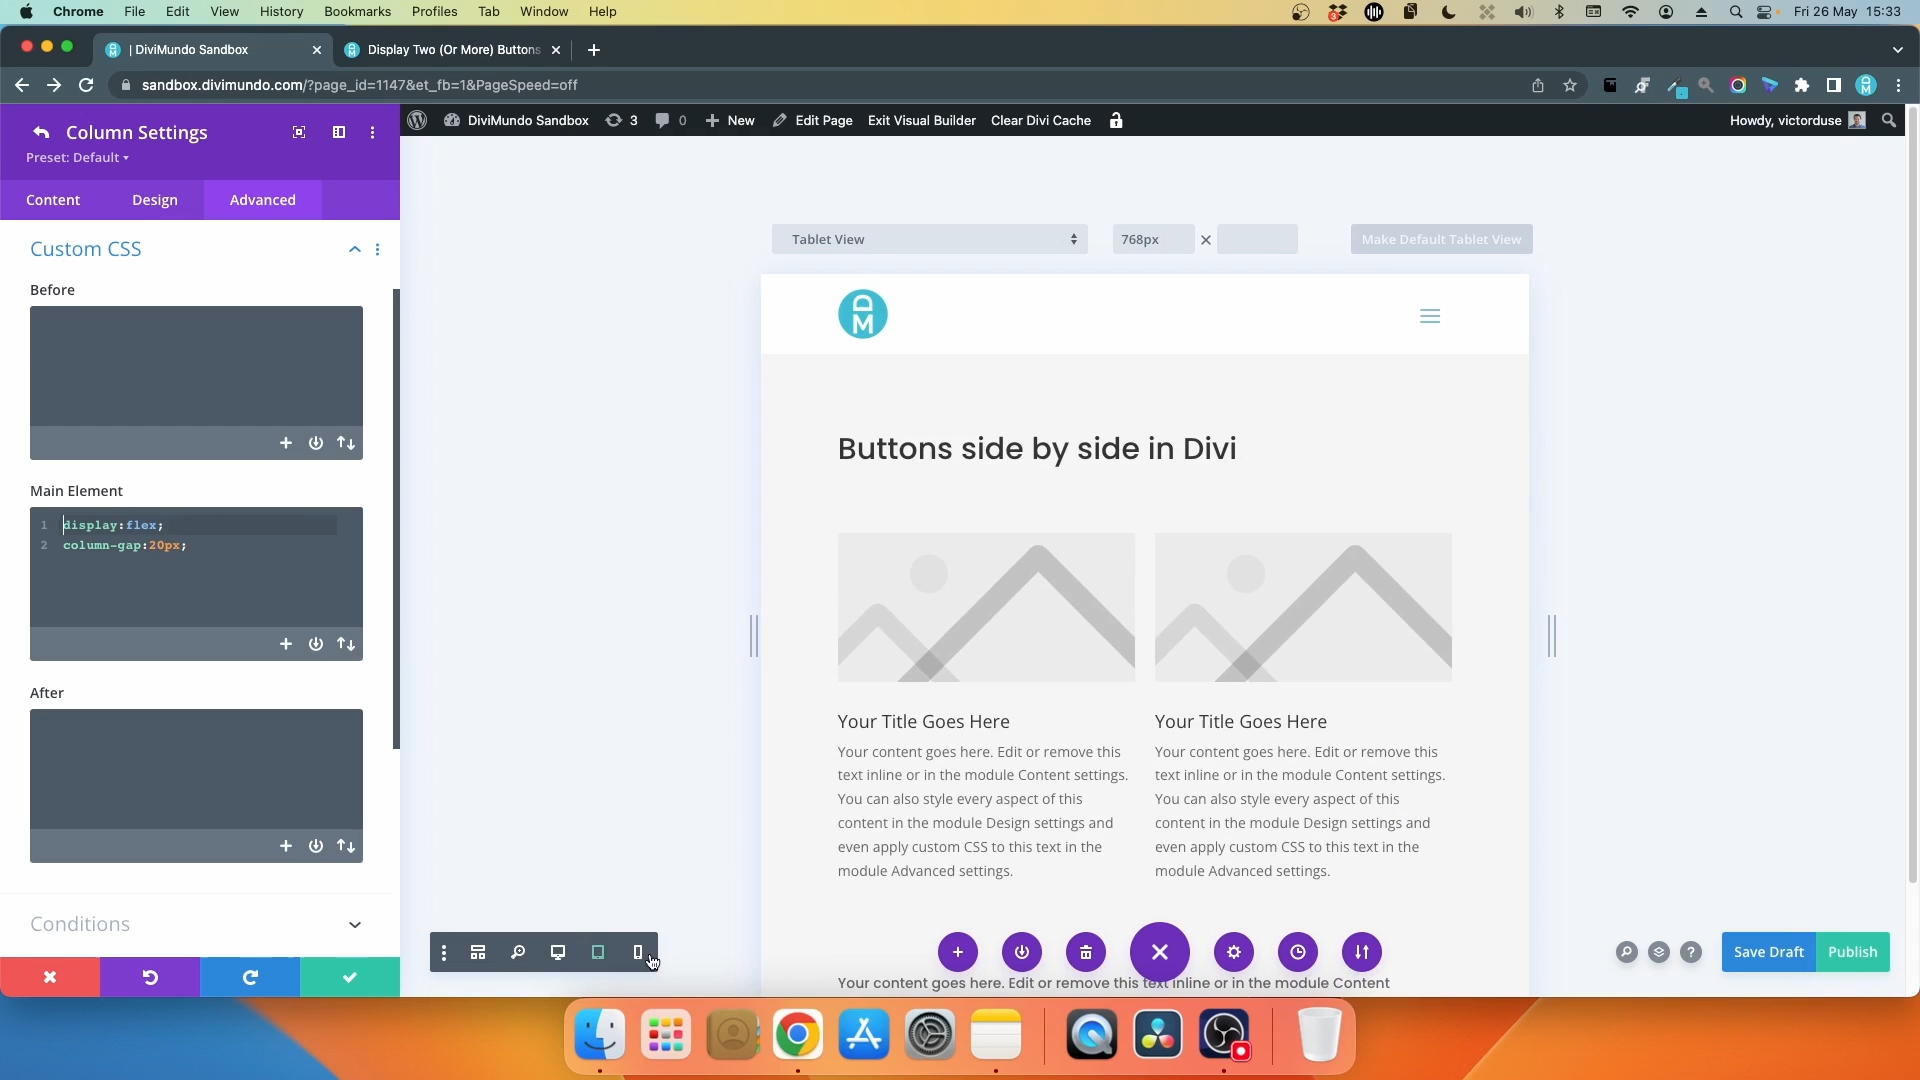 Chrome File Edit View History Bookmarks Profiles Tab Window Help
3
Fri 26 May 15:33
| DiviMundo Sandbox
Display Two (Or More) Buttons
sandbox.divimundo.com/?page_id=1147&et_fb=1&PageSpeed=off
Column Settings
Preset: Default
DiviMundo Sandbox 3 0 New Edit Page Exit Visual Builder Clear Divi Cache
Howdy, victorduse
Content Design Advanced
Custom CSS
Before
Main Element
1 display:flex;
2 column-gap:20px;
After
Conditions
Tablet View
768px
Make Default Tablet View
DM
Buttons side by side in Divi
Your Title Goes Here
Your content goes here. Edit or remove this
text inline or in the module Content settings.
You can also style every aspect of this
content in the module Design settings and
even apply custom CSS to this text in the
module Advanced settings.
Your Title Goes Here
Your content goes here. Edit or remove this
text inline or in the module Content settings.
You can also style every aspect of this
content in the module Design settings and
even apply custom CSS to this text in the
module Advanced settings.
Your content goes here. Edit or remove this text inline or in the module Content
Save Draft Publish